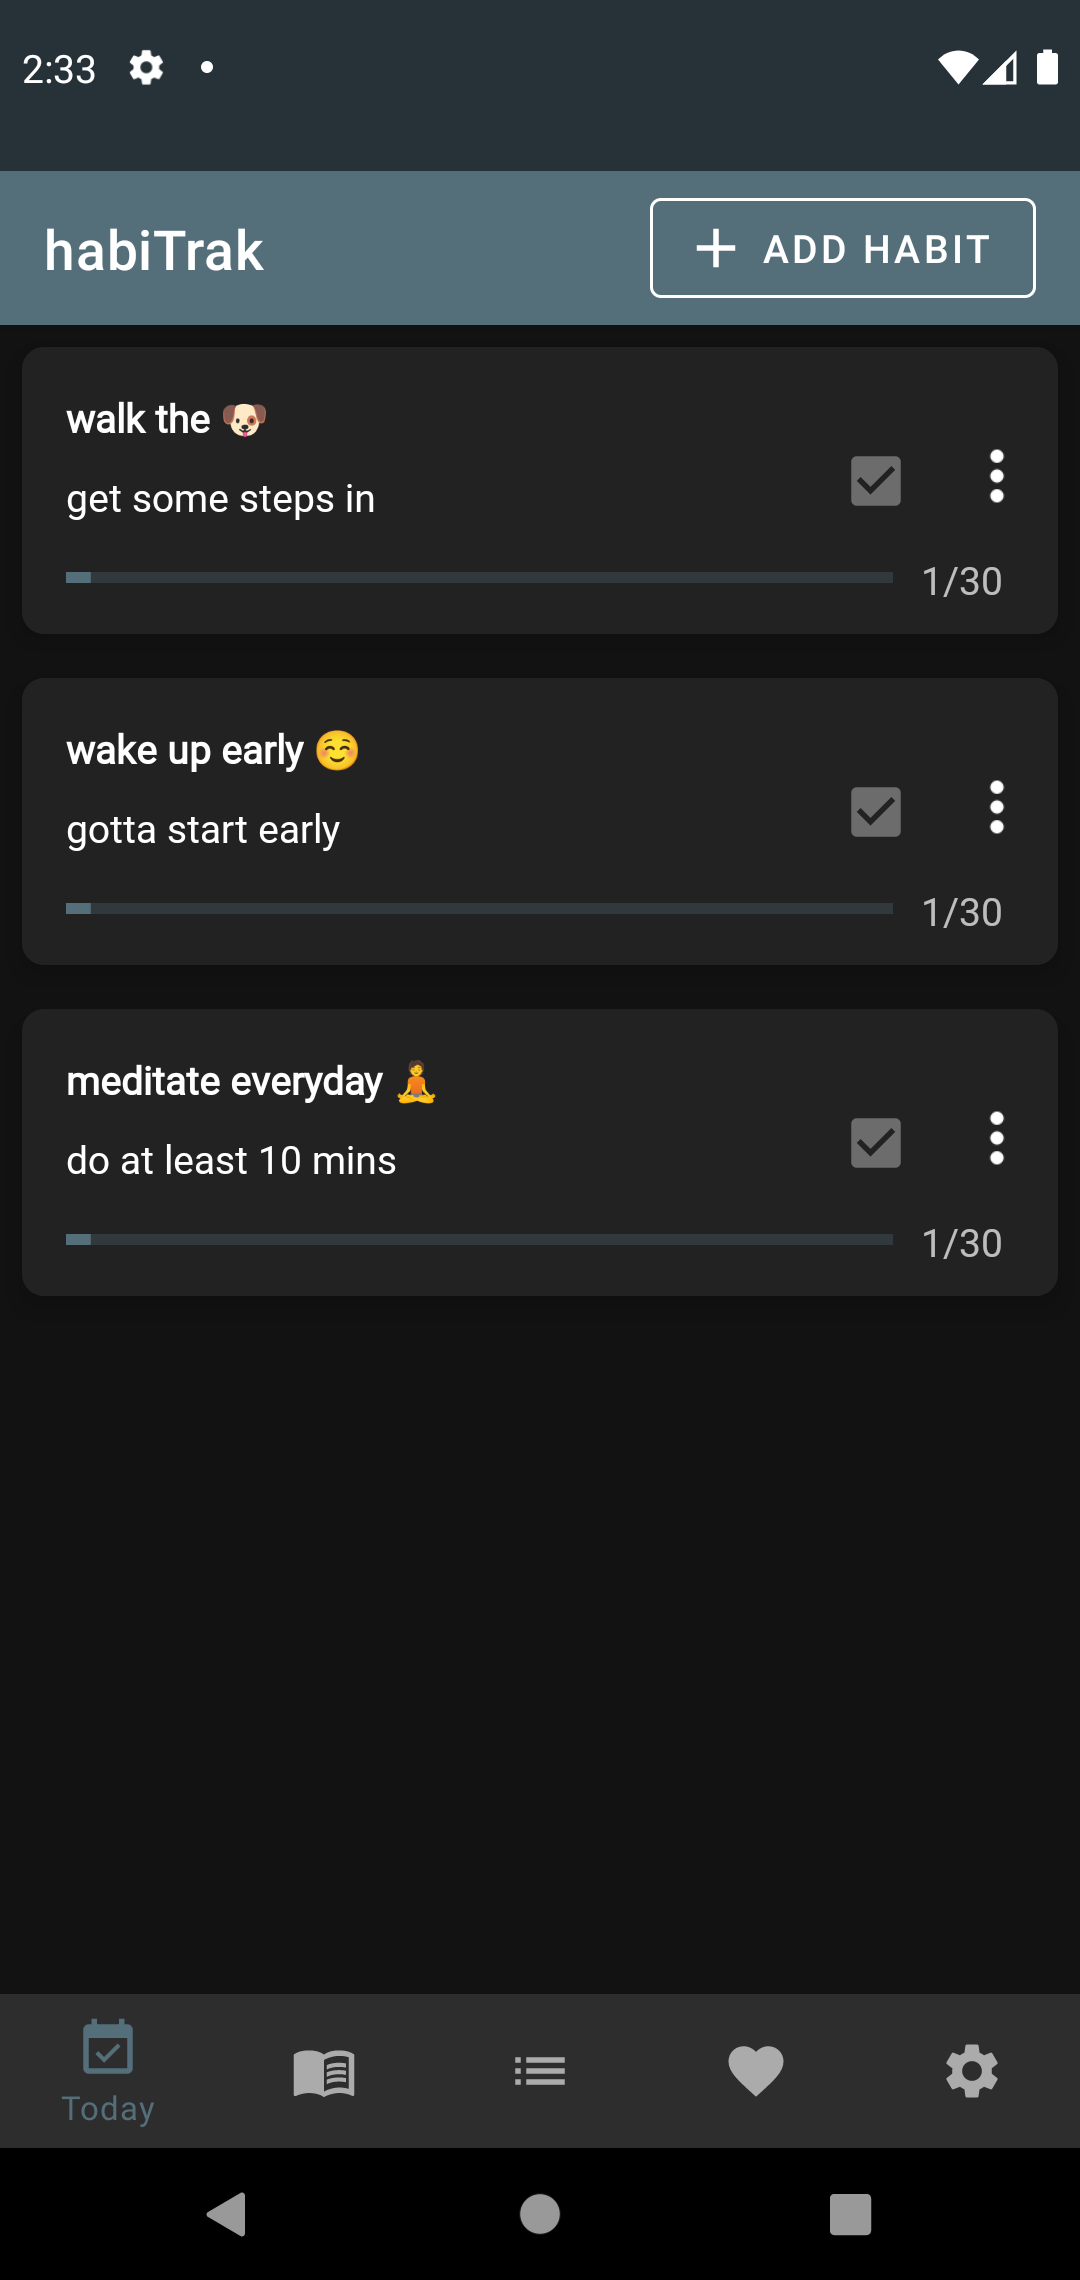 2:33
habiTrak
ADD HABIT
walk the 🐶
get some steps in
1/30
wake up early ☺️
gotta start early
1/30
meditate everyday 🧘
do at least 10 mins
1/30
Today